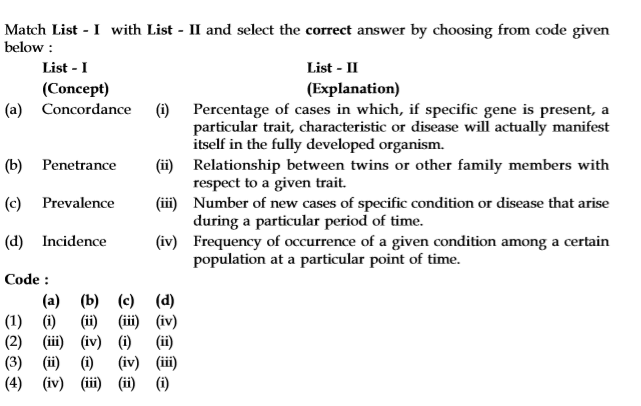 Match List - I with List - II and select the correct answer by choosing from code given
below :
List - I List - II
(Concept) (Explanation)
(a) Concordance (i) Percentage of cases in which, if specific gene is present, a
particular trait, characteristic or disease will actually manifest
itself in the fully developed organism.
(b) Penetrance (ii) Relationship between twins or other family members with
respect to a given trait.
(c) Prevalence (iii) Number of new cases of specific condition or disease that arise
during a particular period of time.
(d) Incidence (iv) Frequency of occurrence of a given condition among a certain
population at a particular point of time.
Code :
(a) (b) (c) (d)
(1) (i) (ii) (iii) (iv)
(2) (iii) (iv) (i) (ii)
(3) (ii) (i) (iv) (iii)
(4) (iv) (iii) (ii) (i)